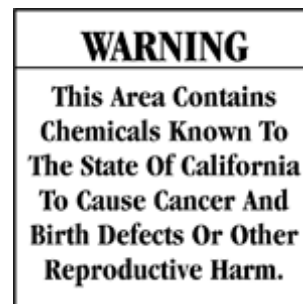 WARNING
This Area Contains
Chemicals Known To
The State Of California
To Cause Cancer And
Birth Defects Or Other
Reproductive Harm.